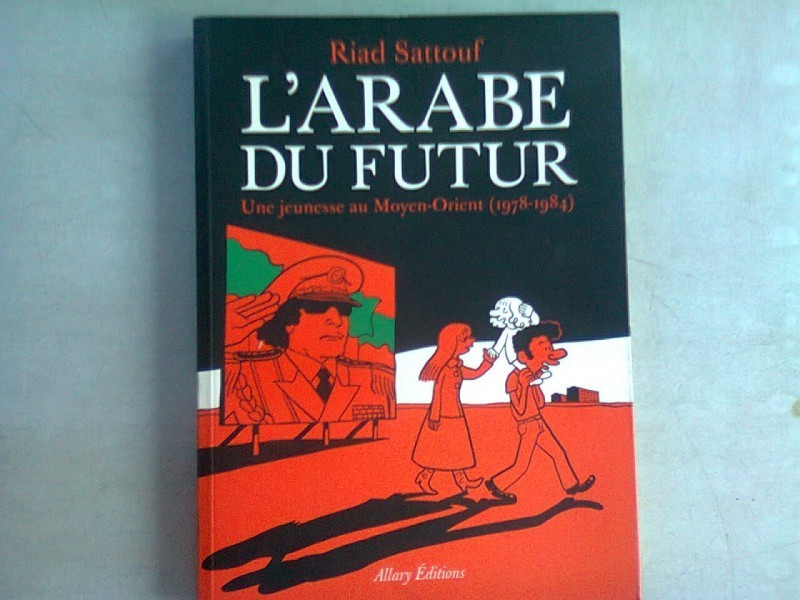 Riad Sattouf
L'ARABE
DU FUTUR
Une jeunesse au Moyen-Orient (1978-1984)
Allary Éditions